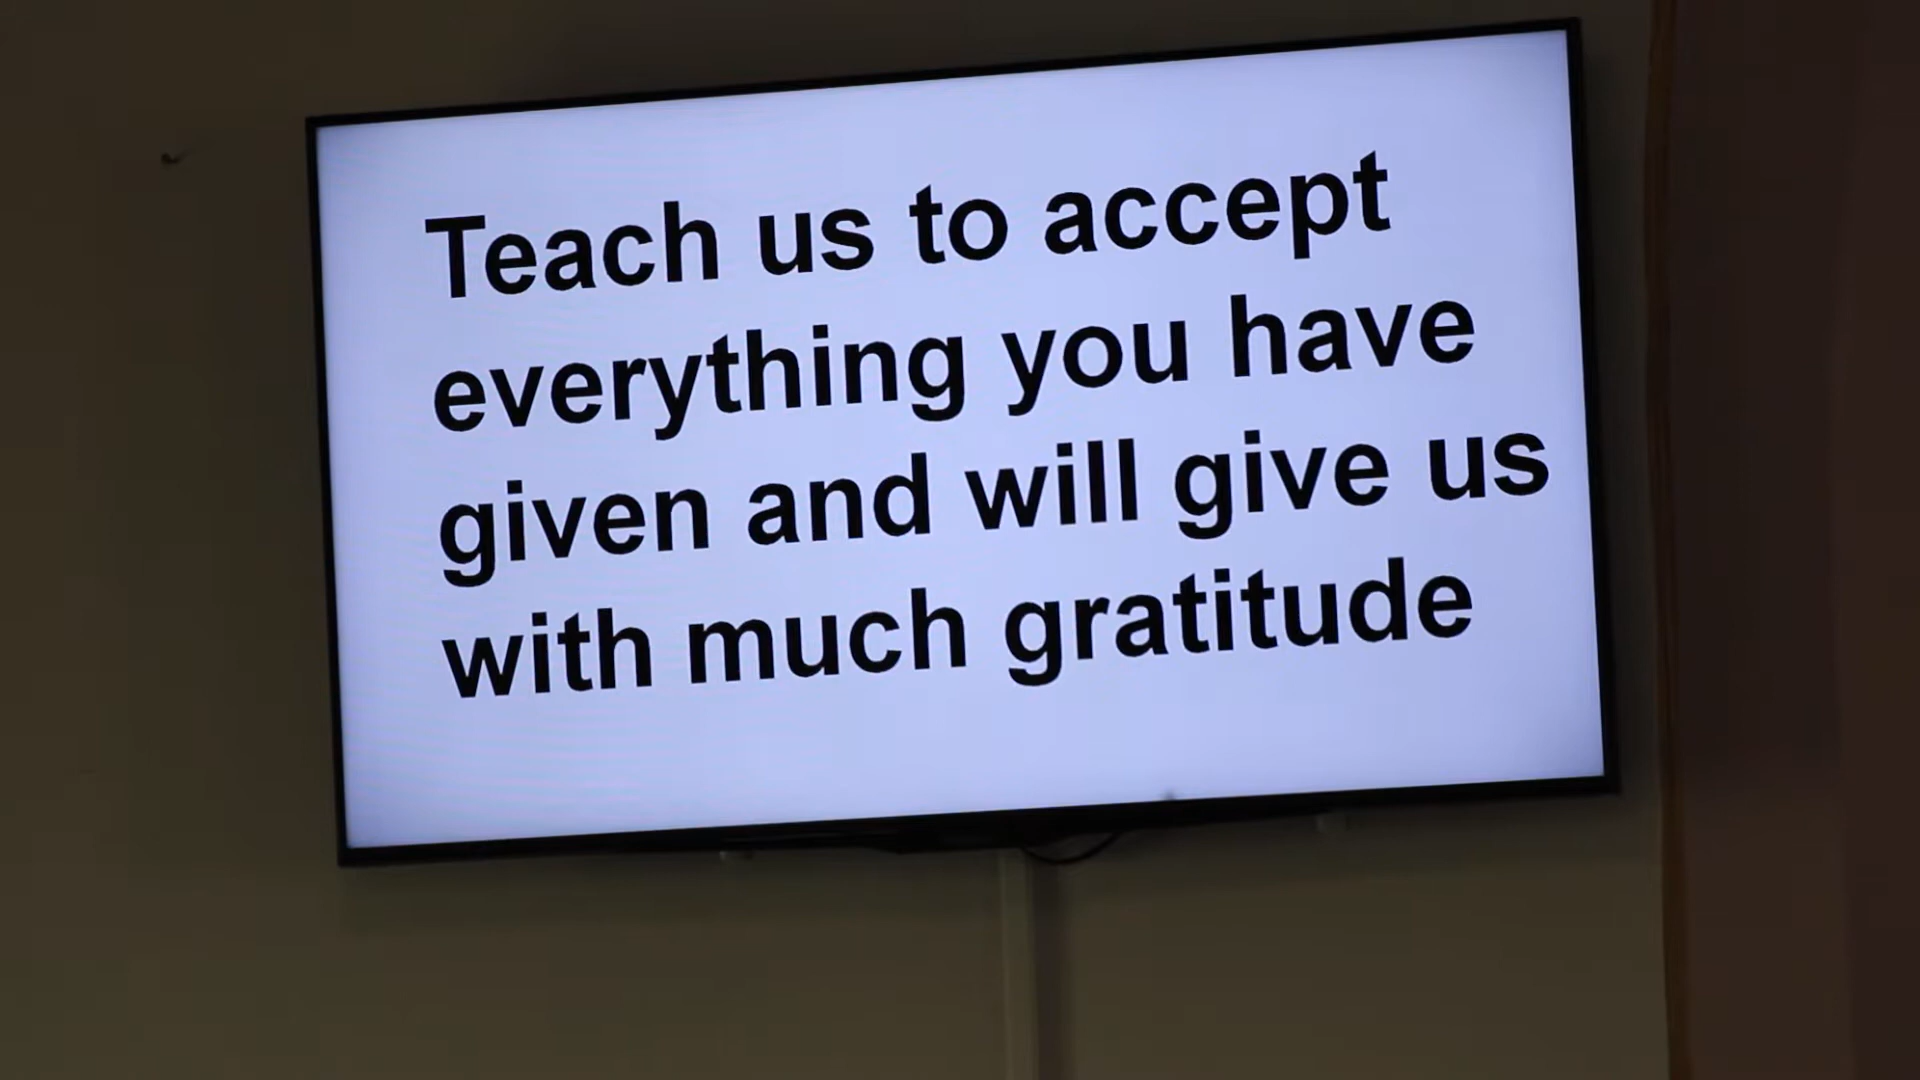 Teach us to accept
everything you have
given and will give us
with much gratitude